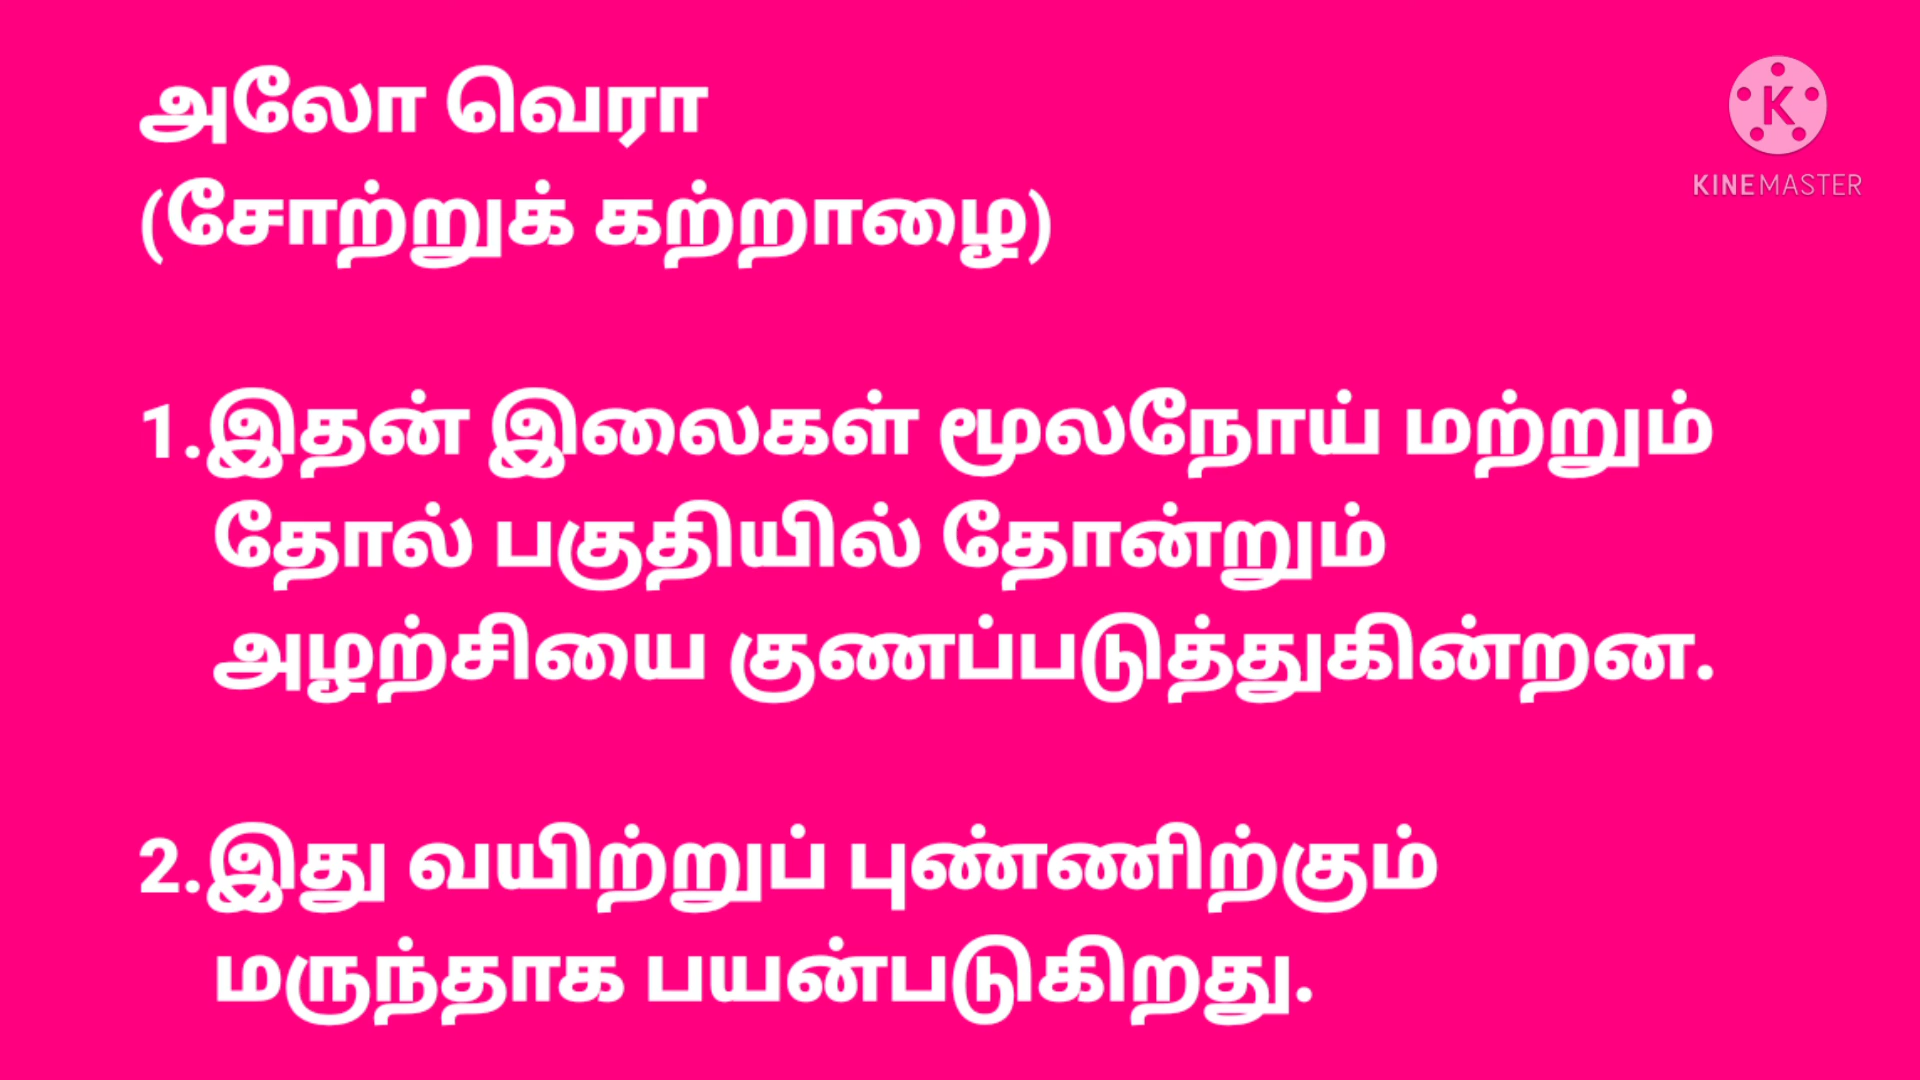 அலோ வெரா
(சோற்றுக் கற்றாழை)
KINEMASTER
1.இதன் இலைகள் மூலநோய் மற்றும்
தோல் பகுதியில் தோன்றும்
அழற்சியை குணப்படுத்துகின்றன.
2.இது வயிற்றுப் புண்ணிற்கும்
மருந்தாக பயன்படுகிறது.